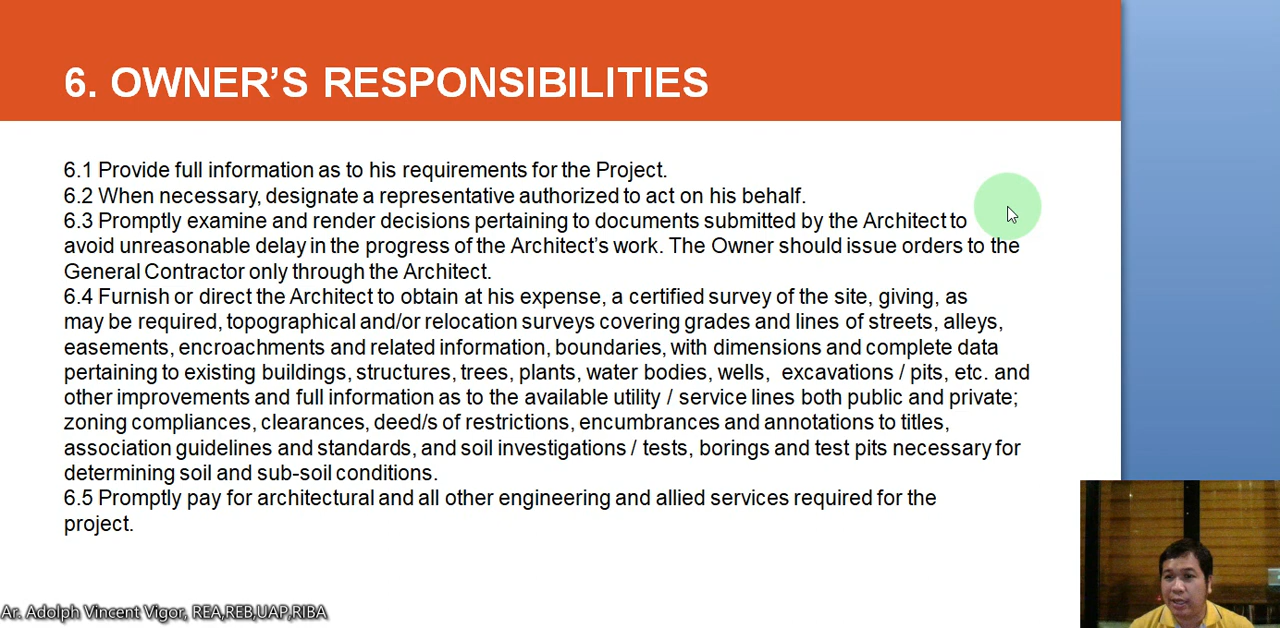 6. OWNER’S RESPONSIBILITIES
6.1 Provide full information as to his requirements for the Project.
6.2 When necessary, designate a representative authorized to act on his behalf.
6.3 Promptly examine and render decisions pertaining to documents submitted by the Architect to
avoid unreasonable delay in the progress of the Architect’s work. The Owner should issue orders to the
General Contractor only through the Architect.
6.4 Furnish or direct the Architect to obtain at his expense, a certified survey of the site, giving, as
may be required, topographical and/or relocation surveys covering grades and lines of streets, alleys,
easements, encroachments and related information, boundaries, with dimensions and complete data
pertaining to existing buildings, structures, trees, plants, water bodies, wells, excavations / pits, etc. and
other improvements and full information as to the available utility / service lines both public and private;
zoning compliances, clearances, deed/s of restrictions, encumbrances and annotations to titles,
association guidelines and standards, and soil investigations / tests, borings and test pits necessary for
determining soil and sub-soil conditions.
6.5 Promptly pay for architectural and all other engineering and allied services required for the
project.
Ar. Adolph Vincent Vigor, REA,REB,UAP,RIBA